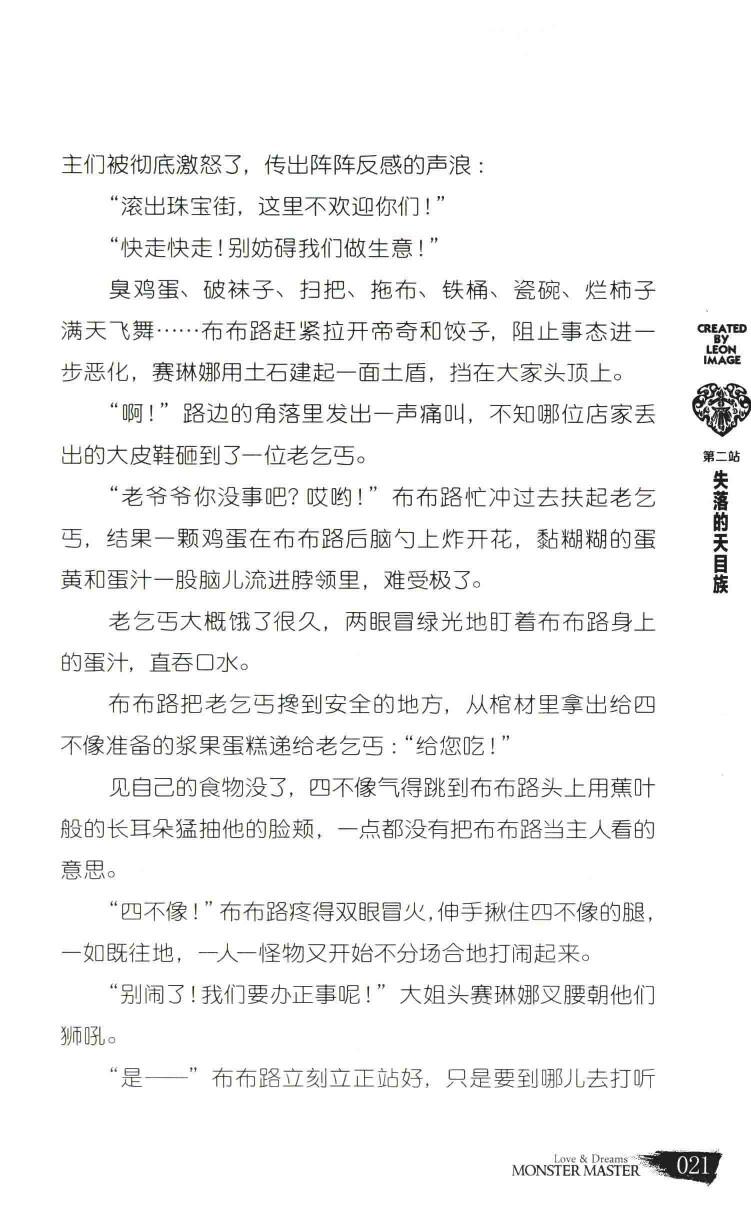 主们被彻底激怒了，传出阵阵反感的声浪：
“滚出珠宝街，这里不欢迎你们！”
“快走快走！别妨碍我们做生意！”
臭鸡蛋、破袜子、扫把、拖布、铁桶、瓷碗、烂柿子
满天飞舞……布布路赶紧拉开帝奇和饺子，阻止事态进一
步恶化，赛琳娜用土石建起一面土盾，挡在大家头顶上。
“啊！”路边的角落里发出一声痛叫，不知哪位店家丢
出的大皮鞋砸到了一位老乞丐。
“老爷爷你没事吧？哎哟！”布布路忙冲过去扶起老乞
丐，结果一颗鸡蛋在布布路后脑勺上炸开花，黏糊糊的蛋
黄和蛋汁一股脑儿流进脖领里，难受极了。
老乞丐大概饿了很久，两眼冒绿光地盯着布布路身上
的蛋汁，直吞口水。
布布路把老乞丐搀到安全的地方，从棺材里拿出给四
不像准备的浆果蛋糕递给老乞丐：“给您吃！”
见自己的食物没了，四不像气得跳到布布路头上用蕉叶
般的长耳朵猛抽他的脸颊，一点都没有把布布路当主人看的
意思。
“四不像！”布布路疼得双眼冒火，伸手揪住四不像的腿，
一如既往地，一人一怪物又开始不分场合地打闹起来。
“别闹了！我们要办正事呢！”大姐头赛琳娜叉腰朝他们
狮吼。
“是——”布布路立刻立正站好，只是要到哪儿去打听
CREATED
BY
LEON
IMAGE
第二站
失落的天目族
Love & Dreams
MONSTER MASTER
021